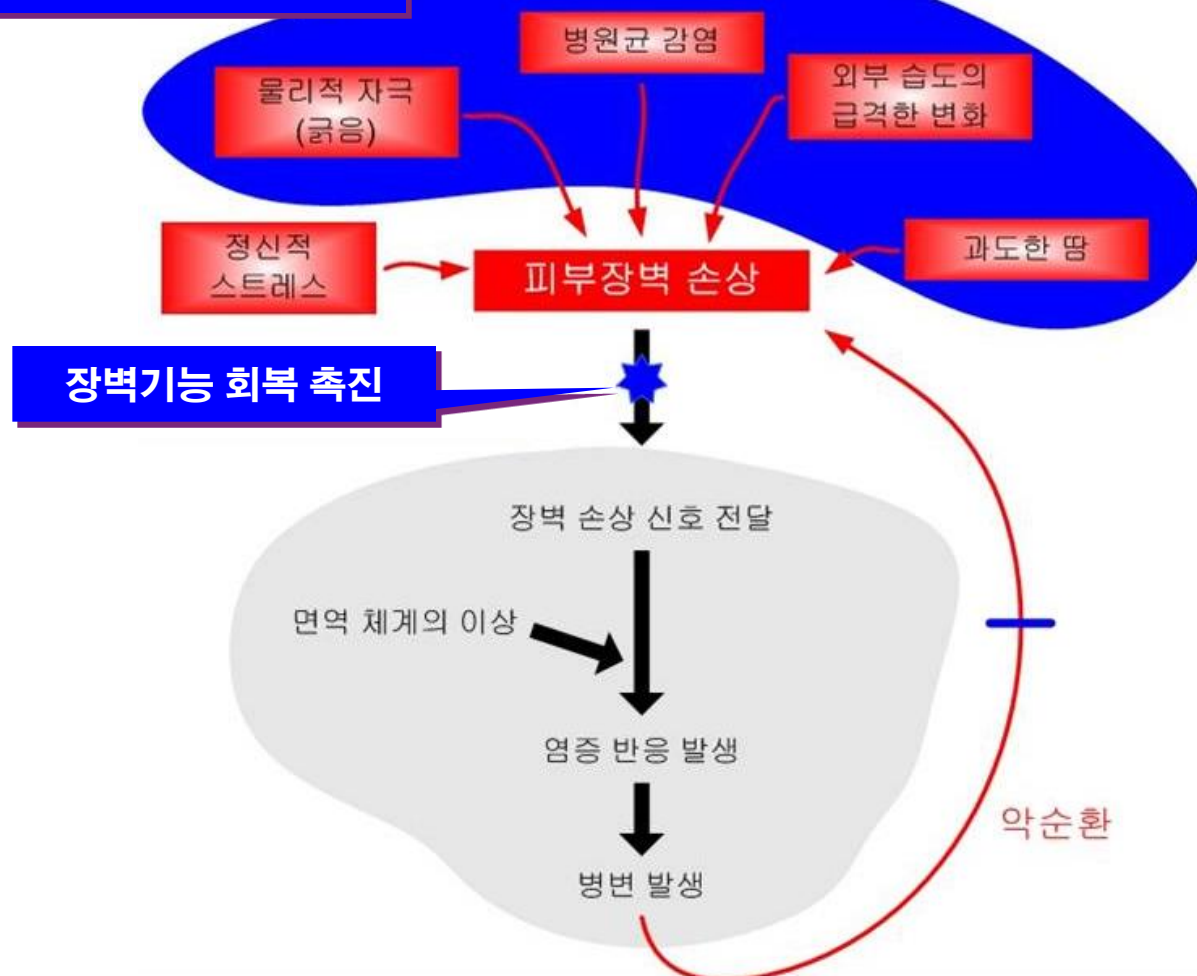 병원균 감염
물리적 자극
(긁음)
외부 습도의
급격한 변화
정신적
스트레스
피부장벽 손상
과도한 땀
장벽기능 회복 촉진
장벽 손상 신호 전달
면역 체계의 이상
염증 반응 발생
악순환
병변 발생